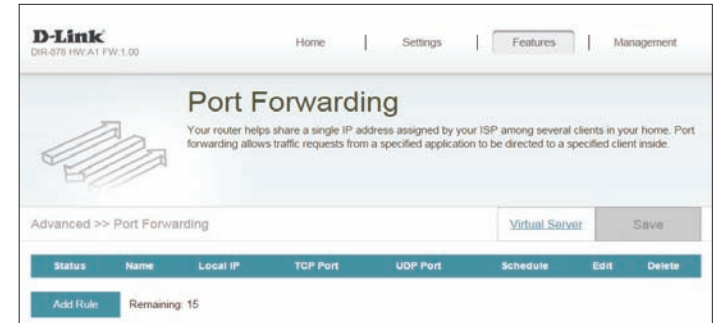 D-Link
DIR-878 HW:A1 FW:1.00
Home | Settings | Features | Management
Port Forwarding
Your router helps share a single IP address assigned by your ISP among several clients in your home. Port
forwarding allows traffic requests from a specified application to be directed to a specified client inside.
Advanced >> Port Forwarding
Virtual Server
Save
Status Name Local IP TCP Port UDP Port Schedule Edit Delete
Add Rule Remaining: 15